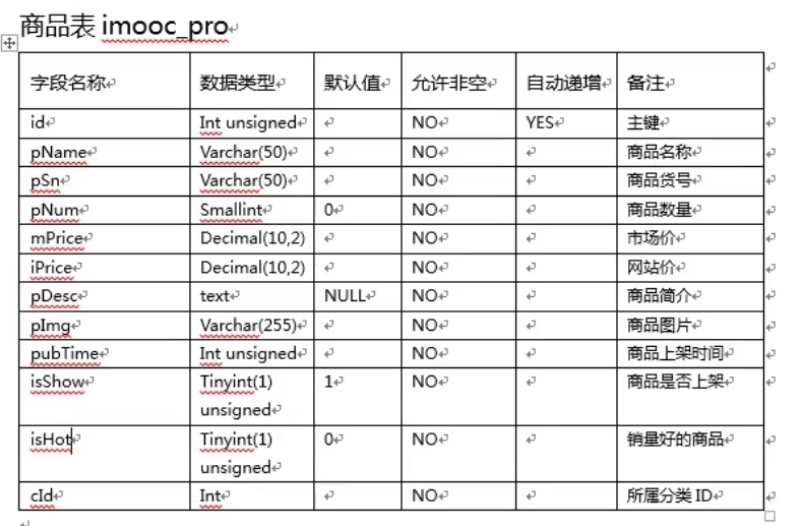 商品表 imooc_pro
字段名称 数据类型 默认值 允许非空 自动递增 备注
id Int unsigned NO YES 主键
pName Varchar(50) NO 商品名称
pSn Varchar(50) NO 商品货号
pNum Smallint 0 NO 商品数量
mPrice Decimal(10,2) NO 市场价
iPrice Decimal(10,2) NO 网站价
pDesc text NULL NO 商品简介
pImg Varchar(255) NO 商品图片
pubTime Int unsigned NO 商品上架时间
isShow Tinyint(1) 1 NO 商品是否上架
unsigned
isHot Tinyint(1) 0 NO 销量好的商品
unsigned
cId Int NO 所属分类 ID